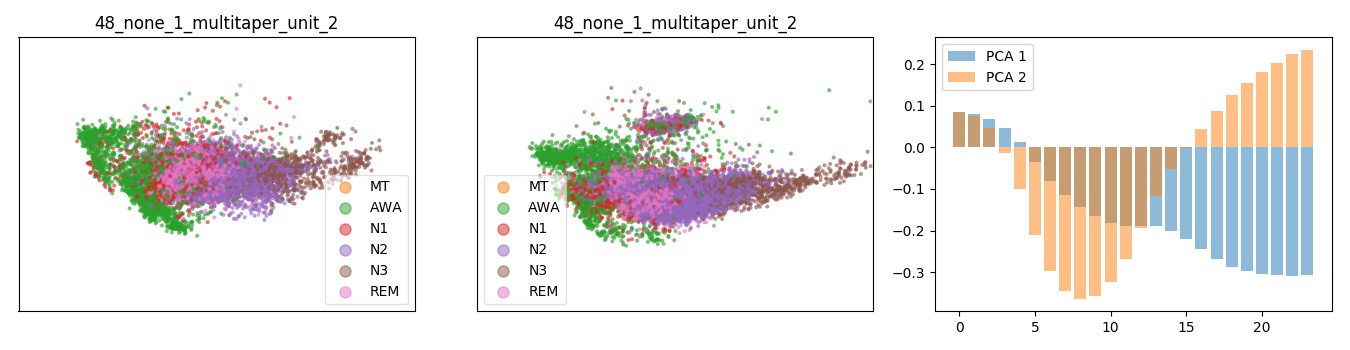 48_none_1_multitaper_unit_2
MT
AWA
N1
N2
N3
REM
48_none_1_multitaper_unit_2
MT
AWA
N1
N2
N3
REM
PCA 1
PCA 2
0.2
0.1
0.0
−0.1
−0.2
−0.3
0 5 10 15 20